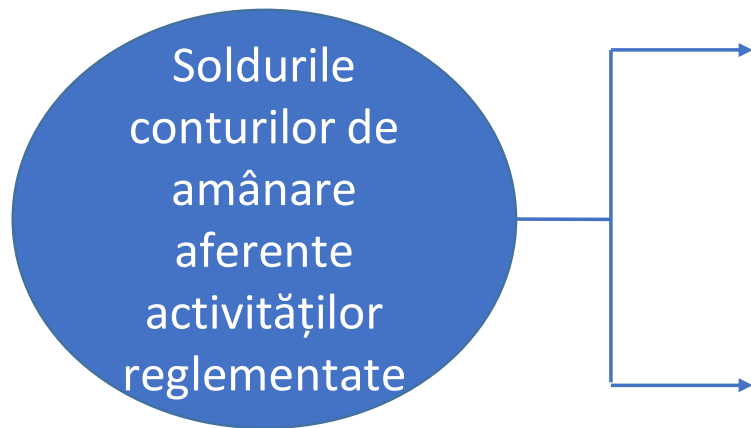 Soldurile
conturilor de
amânare
aferente
activităților
reglementate